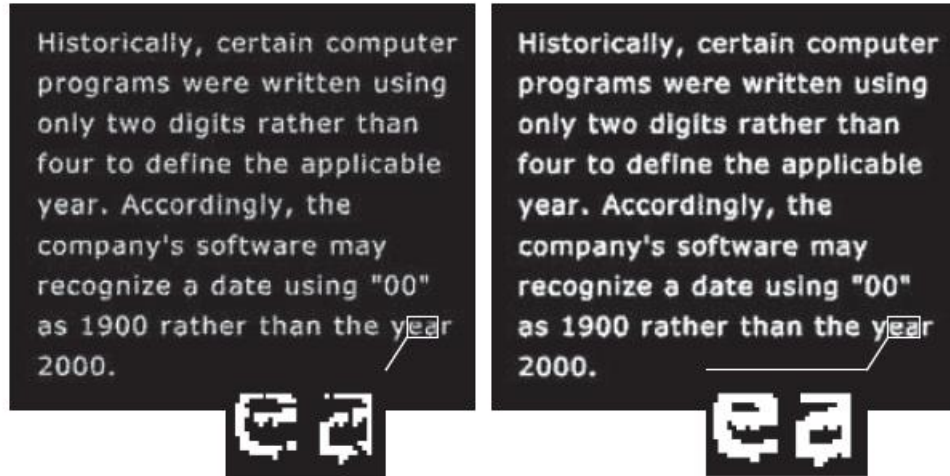 Historically, certain computer
programs were written using
only two digits rather than
four to define the applicable
year. Accordingly, the
company's software may
recognize a date using "00"
as 1900 rather than the year
2000.
e a
Historically, certain computer
programs were written using
only two digits rather than
four to define the applicable
year. Accordingly, the
company's software may
recognize a date using "00"
as 1900 rather than the year
2000.
e a